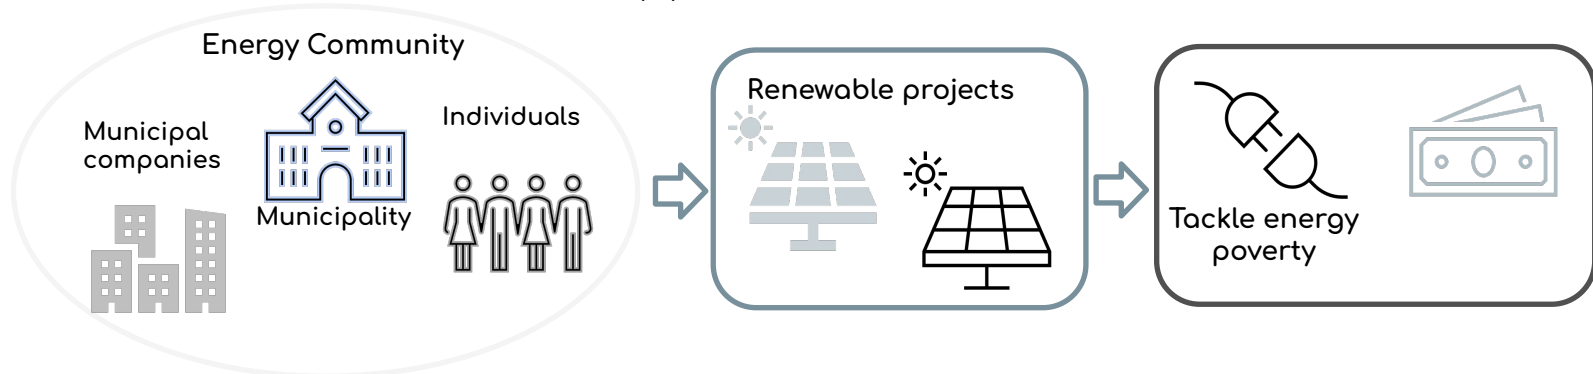 Energy Community
Municipal
companies
Municipality
Individuals
Renewable projects
Tackle energy
poverty